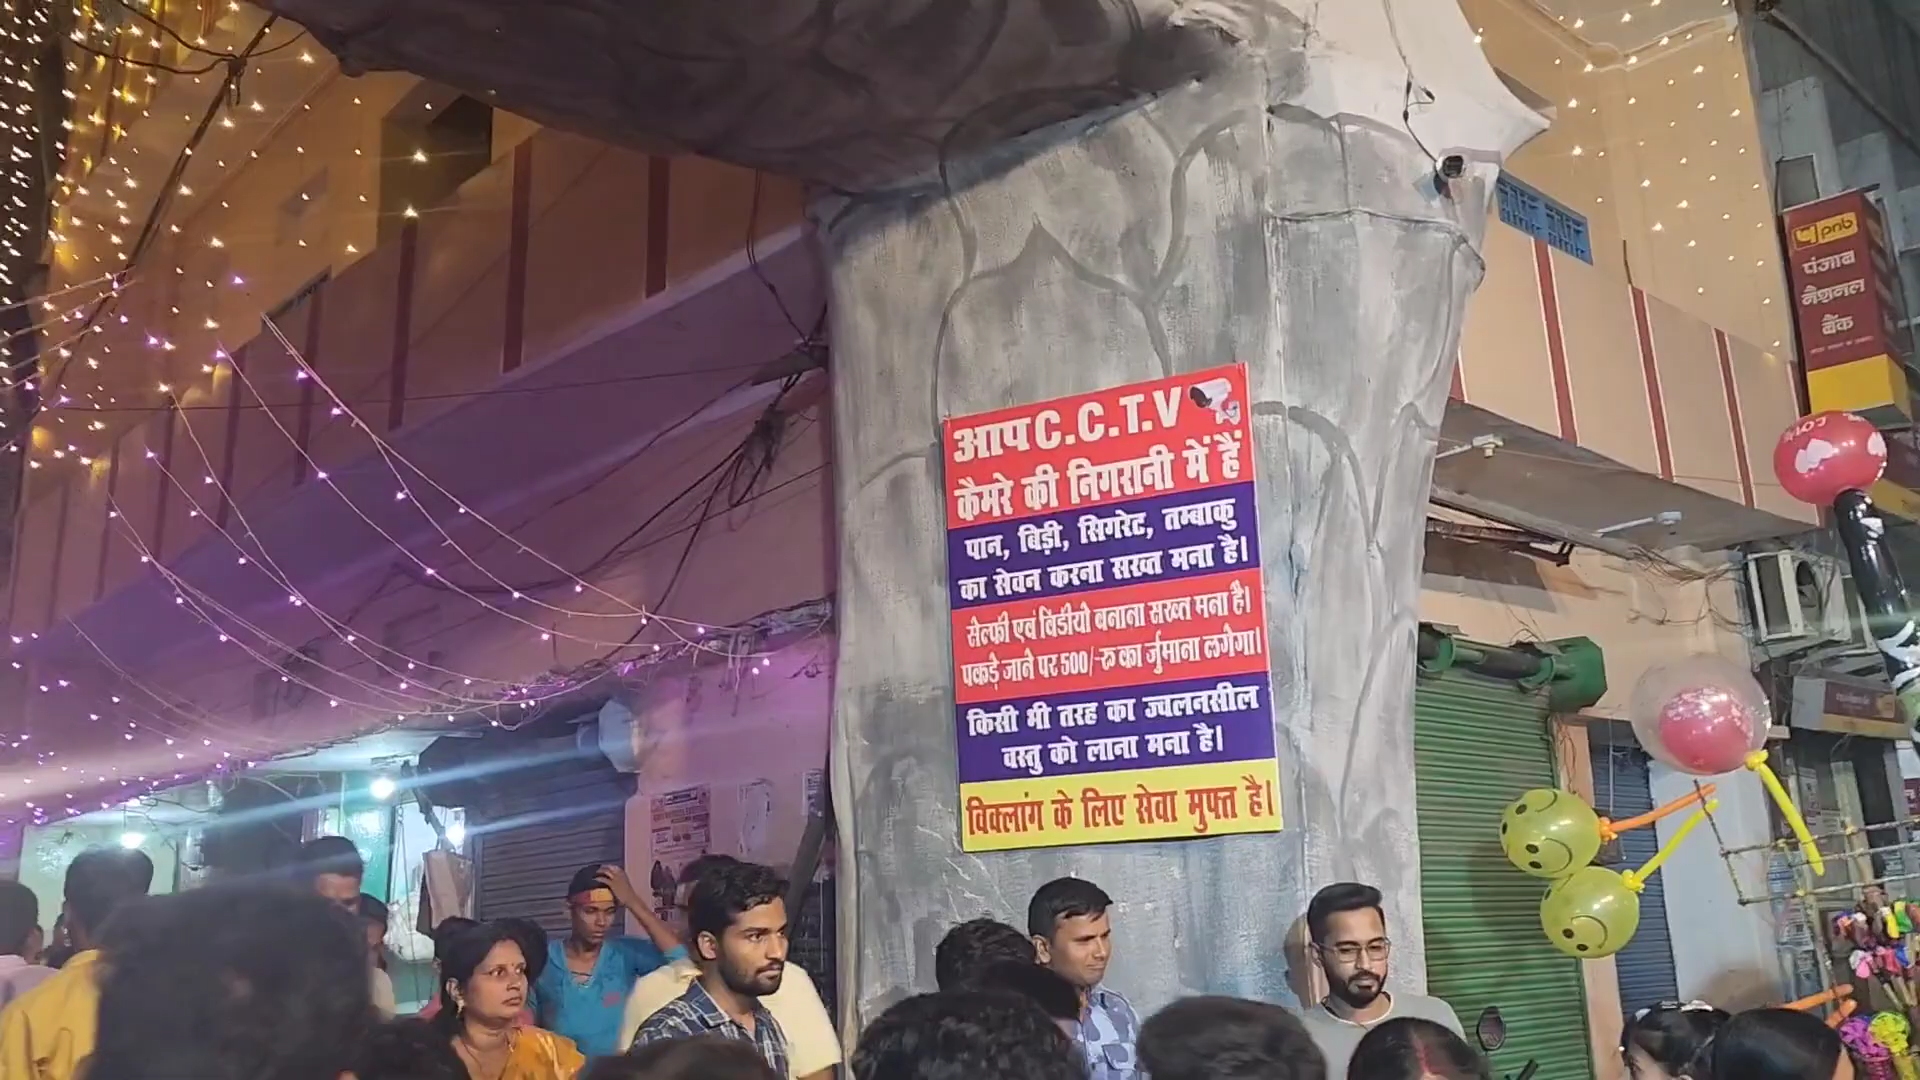 आप C.C.T.V
कैमरे की निगरानी में हैं
पान, बिड़ी, सिगरेट, तम्बाकु
का सेवन करना सख्त मना है।
सेल्फी एवं विडीयो बनाना सख्त मना है।
पकड़े जाने पर 500/-रु का र्जुमाना लगेगा।
किसी भी तरह का ज्वलनसील
वस्तु को लाना मना है।
विक्लांग के लिए सेवा मुफ्त है।
pnb
पंजाब
नैशनल
बैंक